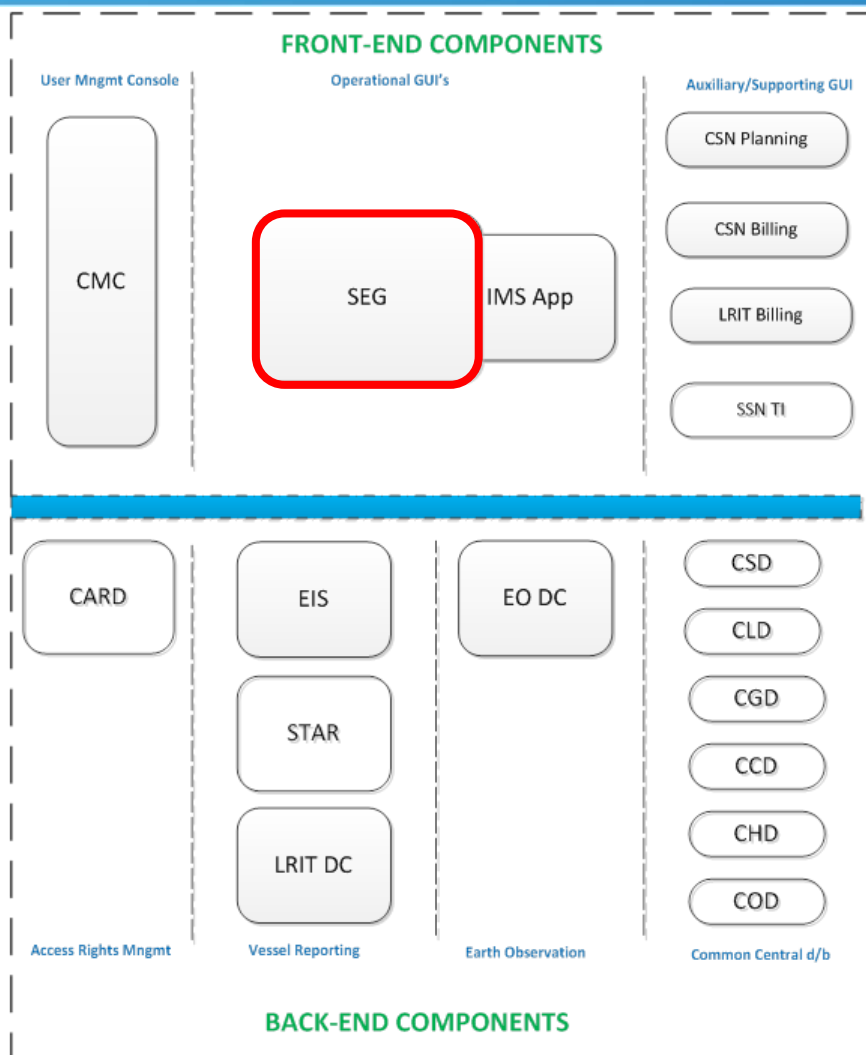 FRONT-END COMPONENTS
User Mngmt Console
Operational GUI's
Auxiliary/Supporting GUI
CSN Planning
CSN Billing
CMC
SEG
IMS App
LRIT Billing
SSN TI
CARD
EIS
EO DC
CSD
CLD
CGD
STAR
CCD
CHD
LRIT DC
COD
Access Rights Mngmt
Vessel Reporting
Earth Observation
Common Central d/b
BACK-END COMPONENTS